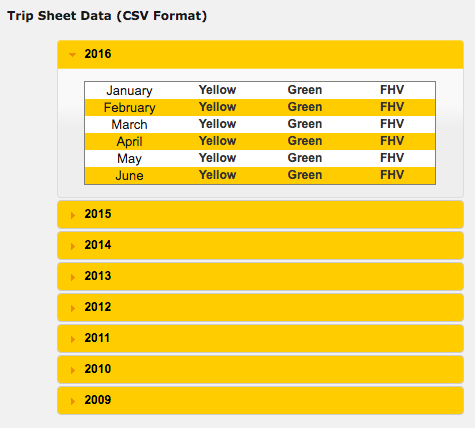 Trip Sheet Data (CSV Format)
2016
January Yellow Green FHV
February Yellow Green FHV
March Yellow Green FHV
April Yellow Green FHV
May Yellow Green FHV
June Yellow Green FHV
2015
2014
2013
2012
2011
2010
2009